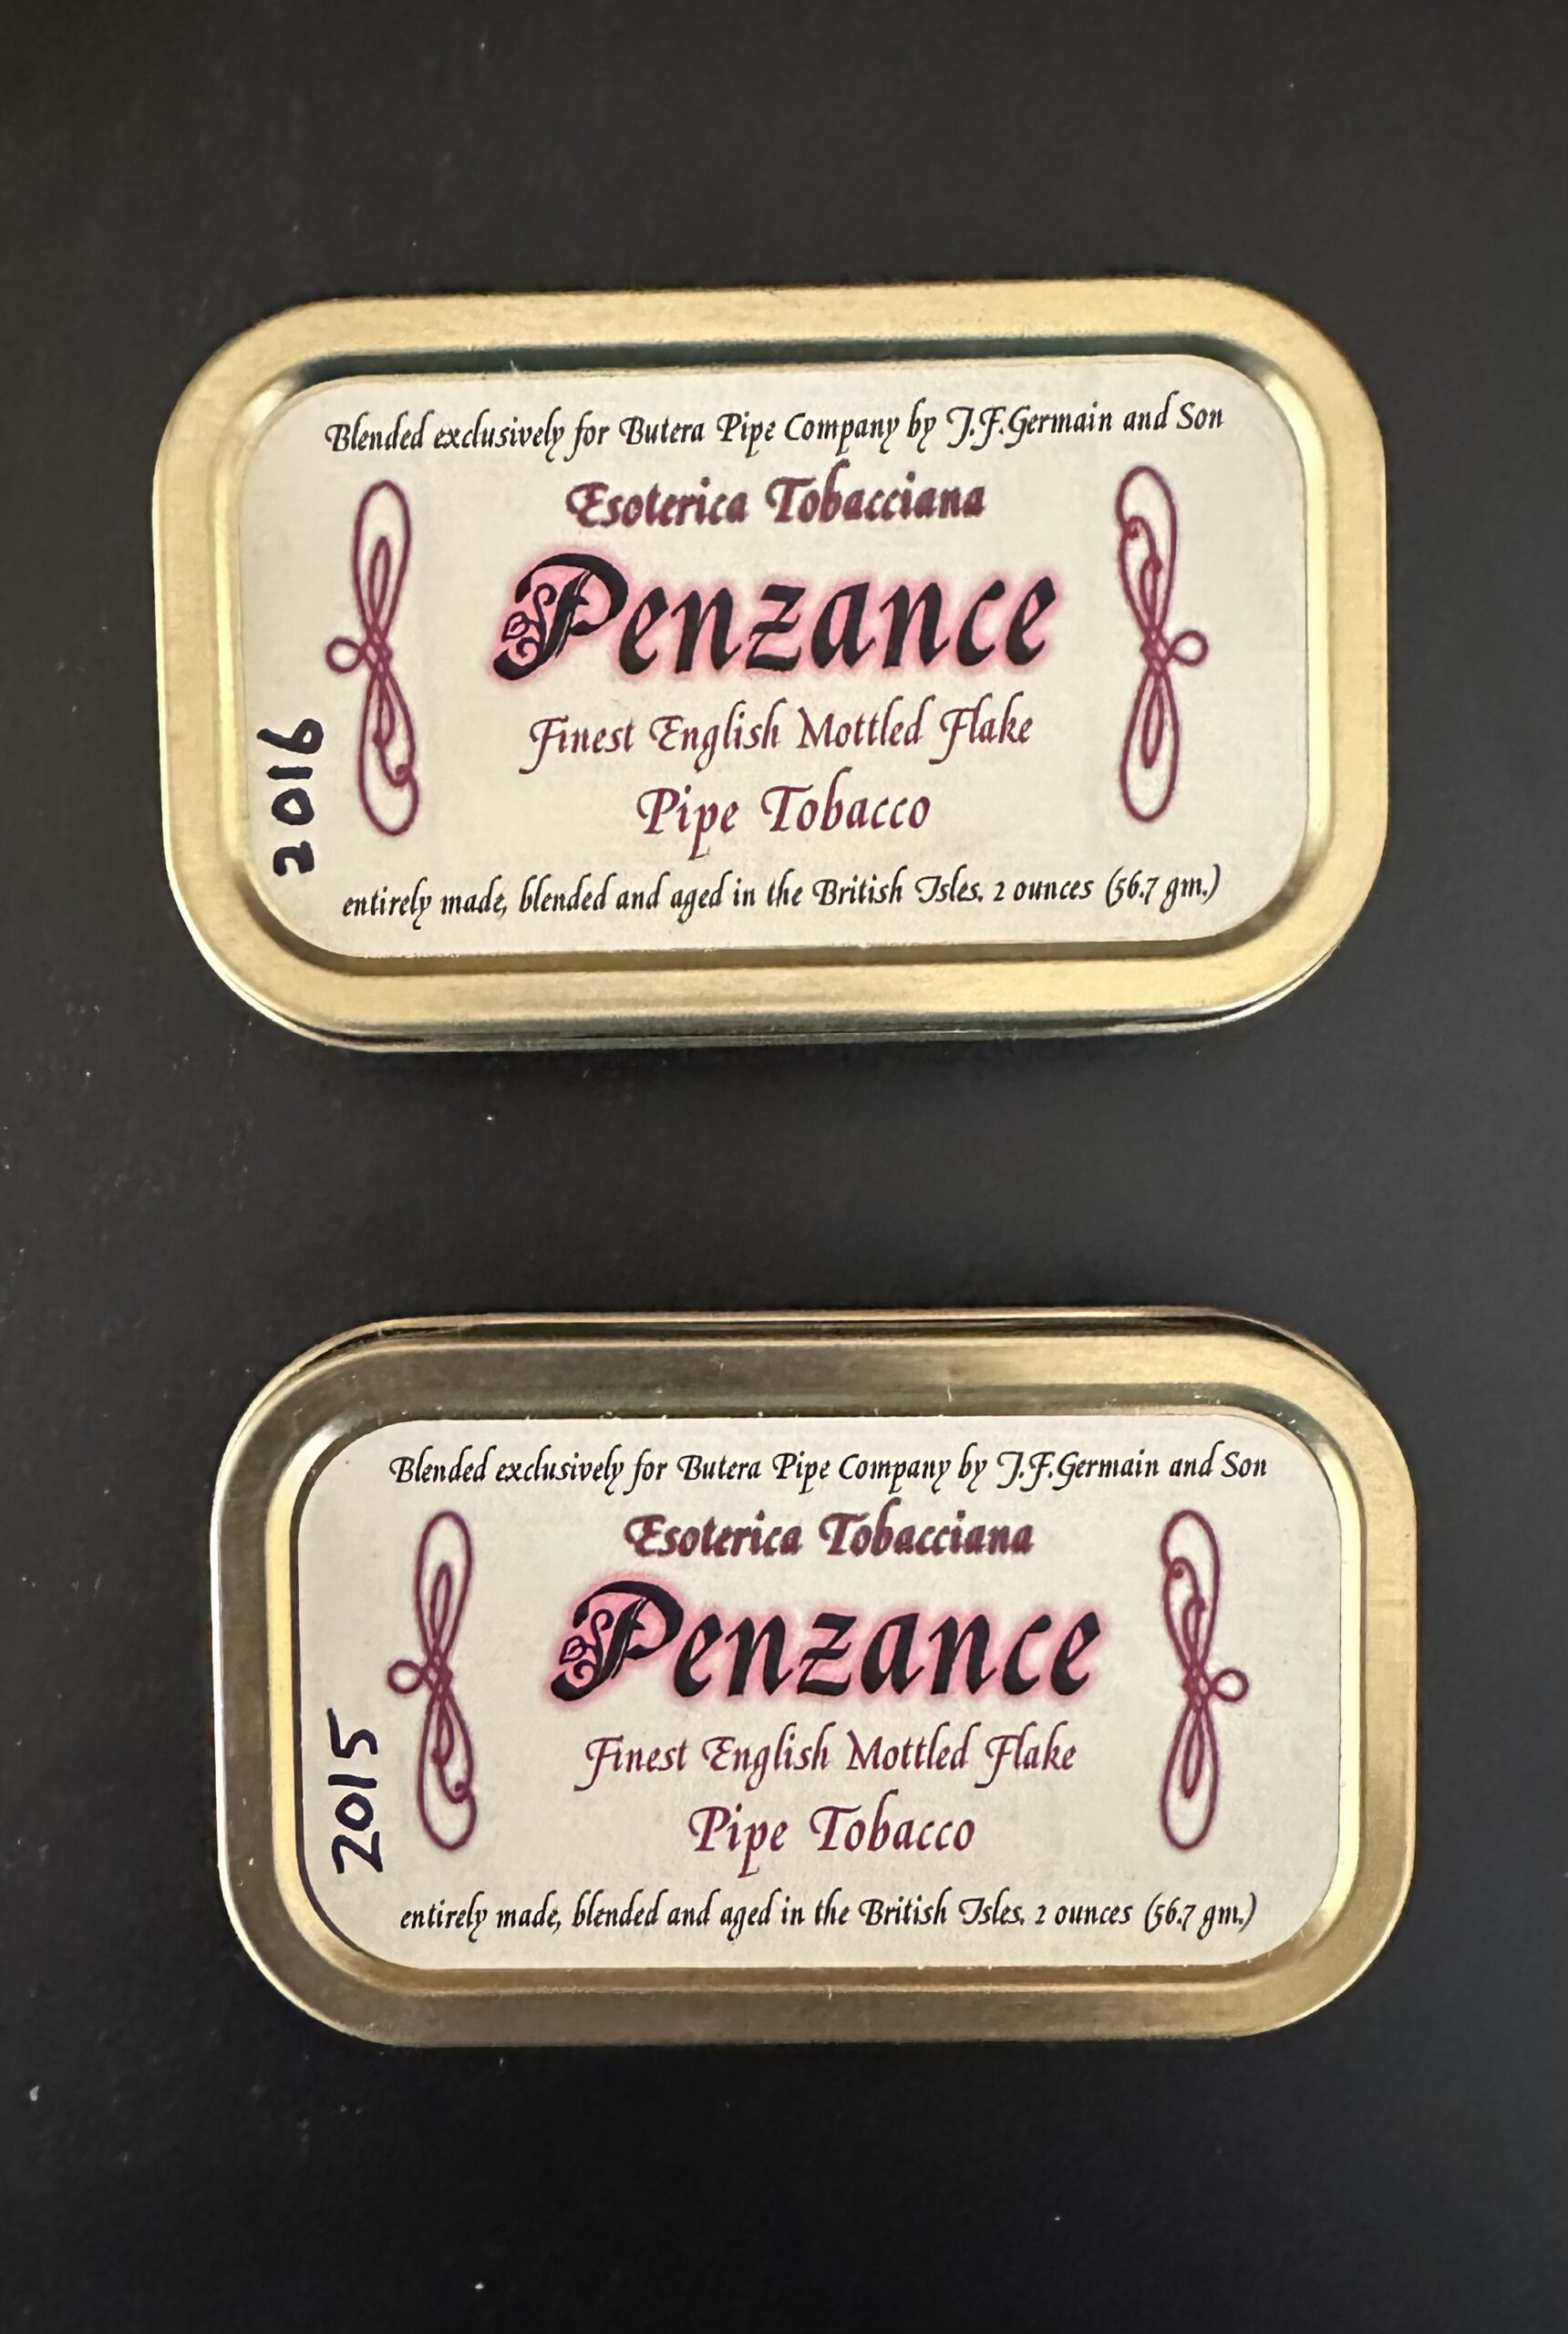 Blended exclusively for Butera Pipe Company by J.F.Germain and Son
Esoterica Tobacciana
Penzance
Finest English Mottled Flake
Pipe Tobacco
entirely made, blended and aged in the British Isles. 2 ounces (56.7 gm.)
2016
Blended exclusively for Butera Pipe Company by J.F.Germain and Son
Esoterica Tobacciana
Penzance
Finest English Mottled Flake
Pipe Tobacco
entirely made, blended and aged in the British Isles. 2 ounces (56.7 gm.)
2015